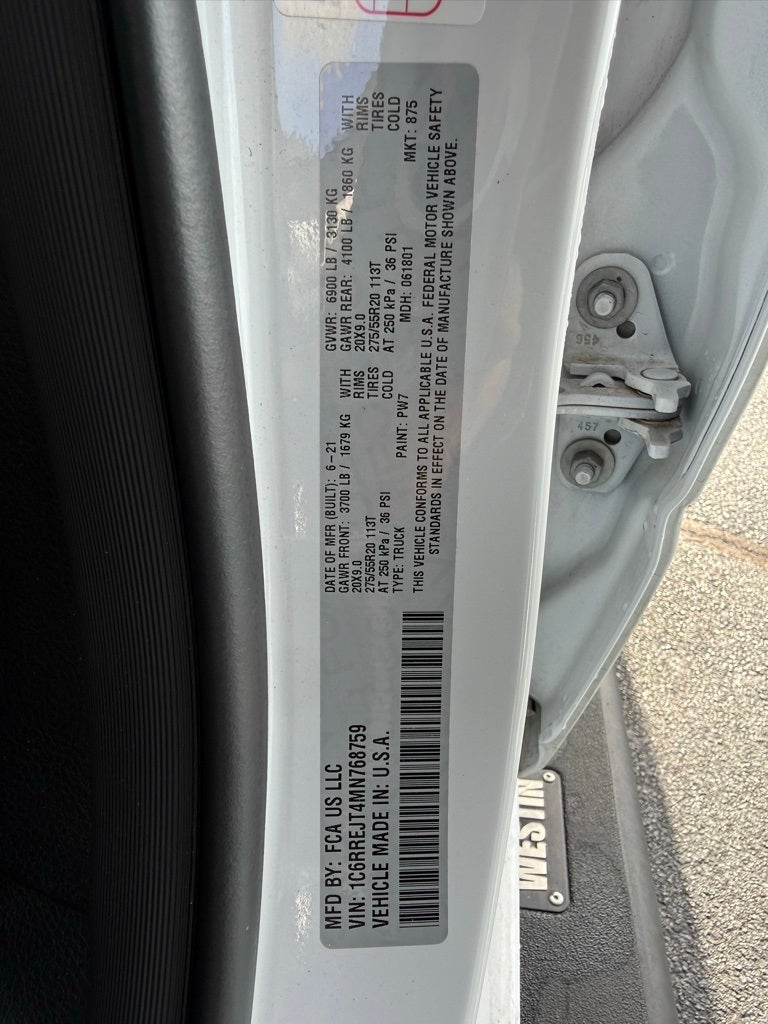 MFD BY: FCA US LLC
VIN: 1C6RREJT4MN768759
VEHICLE MADE IN: U.S.A.
DATE OF MFR (BUILT): 6-21 GVWR: 6900 LB / 3130 KG
GAWR FRONT: 3700 LB / 1679 KG WITH GAWR REAR: 4100 LB / 1860 KG WITH
20X9.0 RIMS 20X9.0 RIMS
275/55R20 113T TIRES 275/55R20 113T TIRES
AT 250 kPa / 36 PSI COLD AT 250 kPa / 36 PSI COLD
TYPE: TRUCK PAINT: PW7 MDH: 061801 MKT: 875
THIS VEHICLE CONFORMS TO ALL APPLICABLE U.S.A. FEDERAL MOTOR VEHICLE SAFETY
STANDARDS IN EFFECT ON THE DATE OF MANUFACTURE SHOWN ABOVE.
456
457
WESTIN